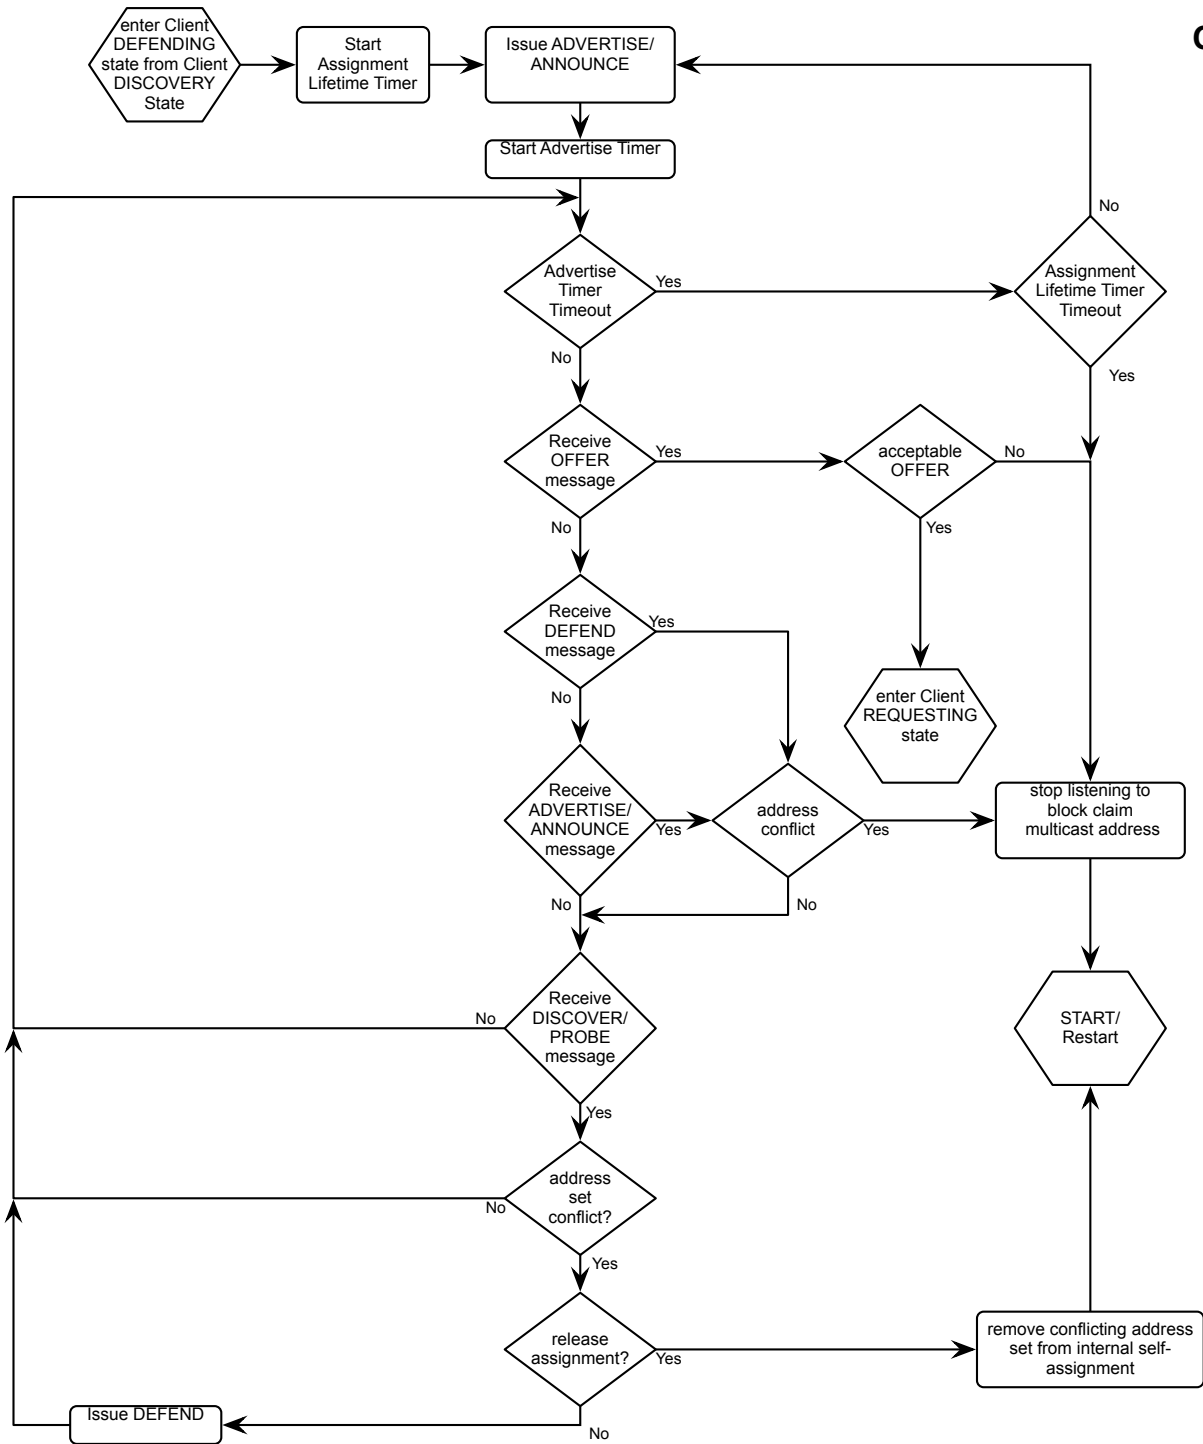 enter Client
DEFENDING
state from Client
DISCOVERY
State
Start
Assignment
Lifetime Timer
Issue ADVERTISE/
ANNOUNCE
Start Advertise Timer
No
Advertise
Timer
Timeout
Yes
Assignment
Lifetime Timer
Timeout
No
Yes
Receive
OFFER
message
Yes
acceptable
OFFER
No
No
Yes
Receive
DEFEND
message
Yes
No
enter Client
REQUESTING
state
Receive
ADVERTISE/
ANNOUNCE
message
Yes
address
conflict
Yes
stop listening to
block claim
multicast address
No
No
Receive
DISCOVER/
PROBE
message
No
START/
Restart
Yes
address
set
conflict?
No
Yes
release
assignment?
Yes
remove conflicting address
set from internal self-
assignment
Issue DEFEND
No